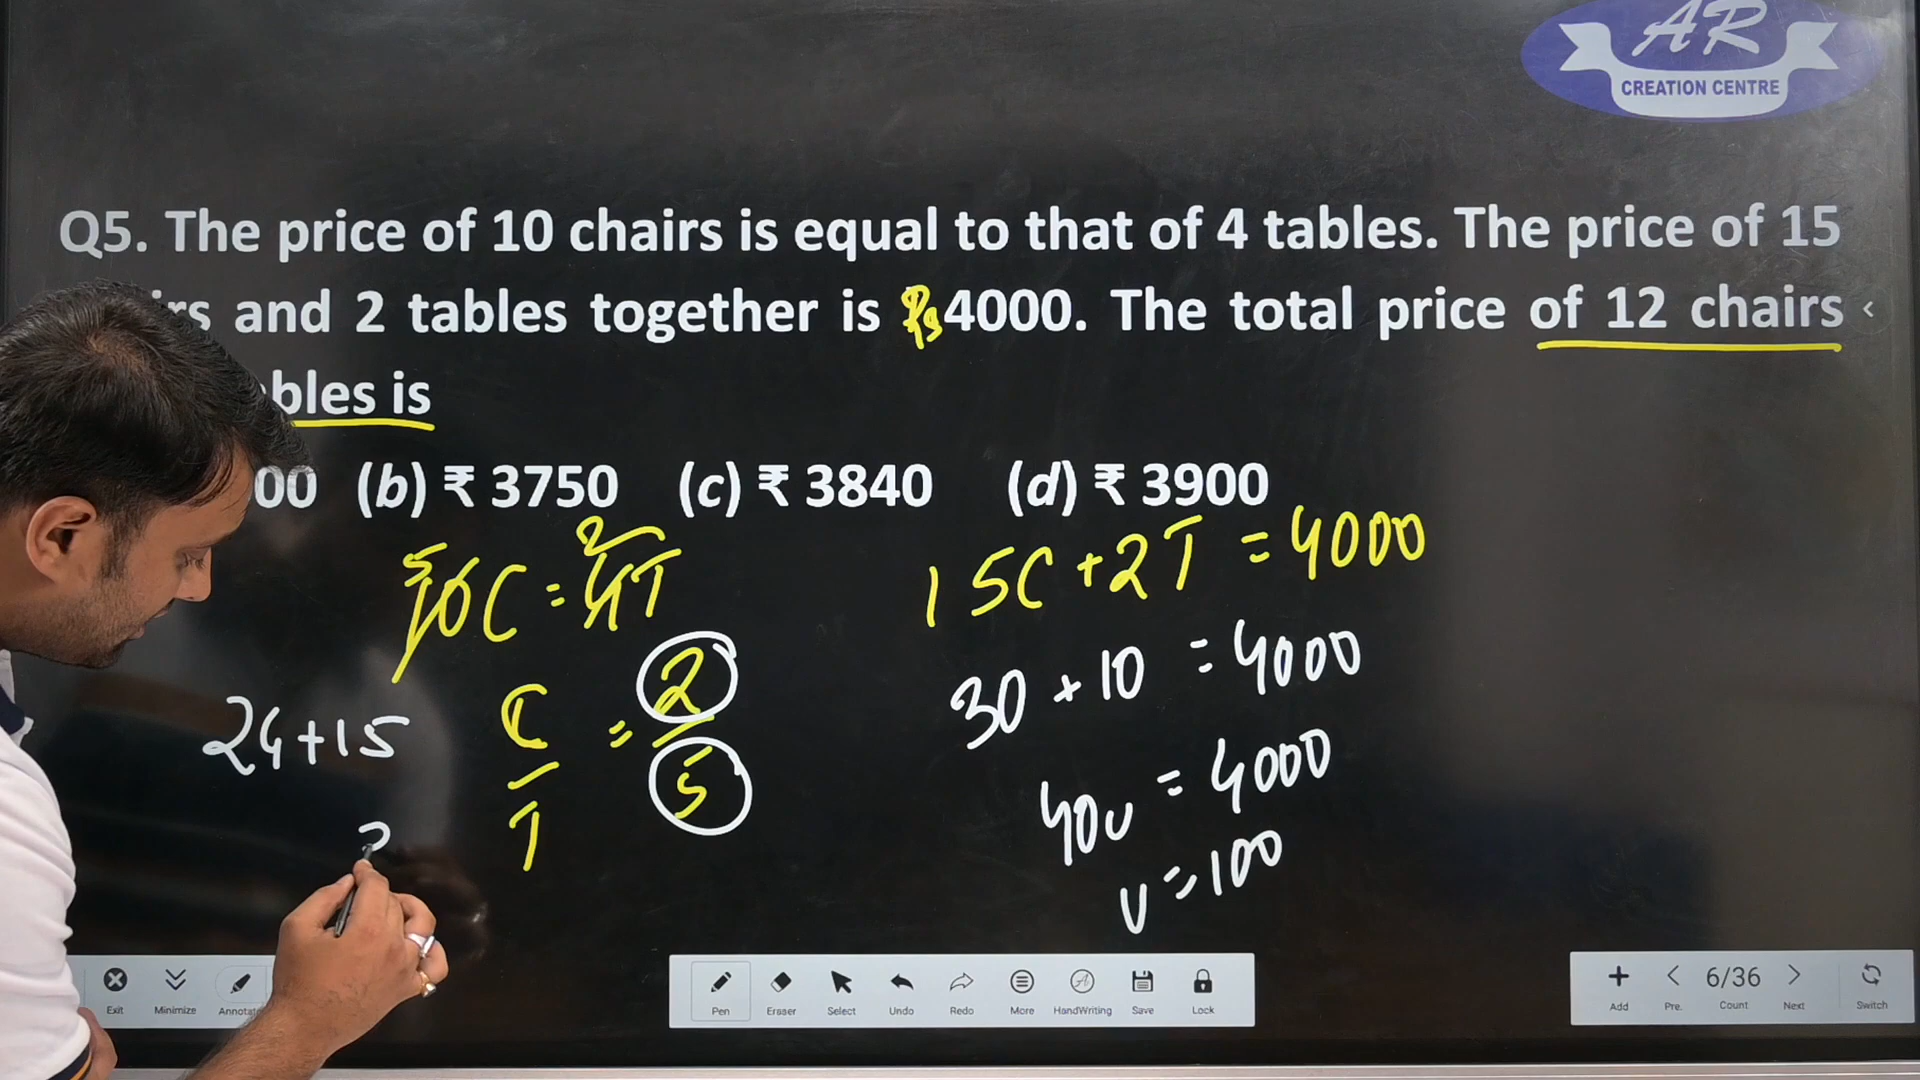 AR
CREATION CENTRE
Q5. The price of 10 chairs is equal to that of 4 tables. The price of 15
irs and 2 tables together is Rs 4000. The total price of 12 chairs
bles is
00 (b) ₹ 3750 (c) ₹ 3840 (d) ₹ 3900
5 2
10C = 4T
15C + 2T = 4000
30 + 10 = 4000
C/T = 2/5
24 + 15
40u = 4000
u = 100
Exit Minimize Annotat
Pen Eraser Select Undo Redo More HandWriting Save Lock
6/36
Add Pre. Count Next Switch